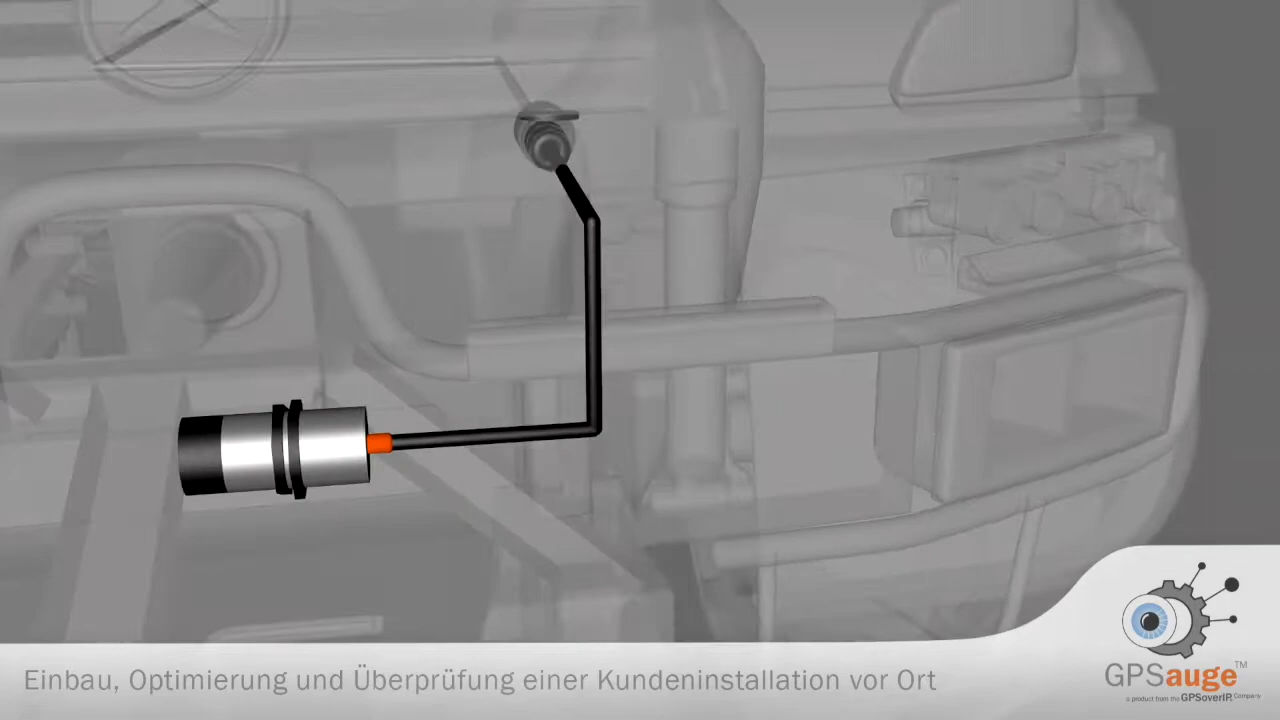 Einbau, Optimierung und Überprüfung einer Kundeninstallation vor Ort
GPSauge™
a product from the GPSoverIP. Company